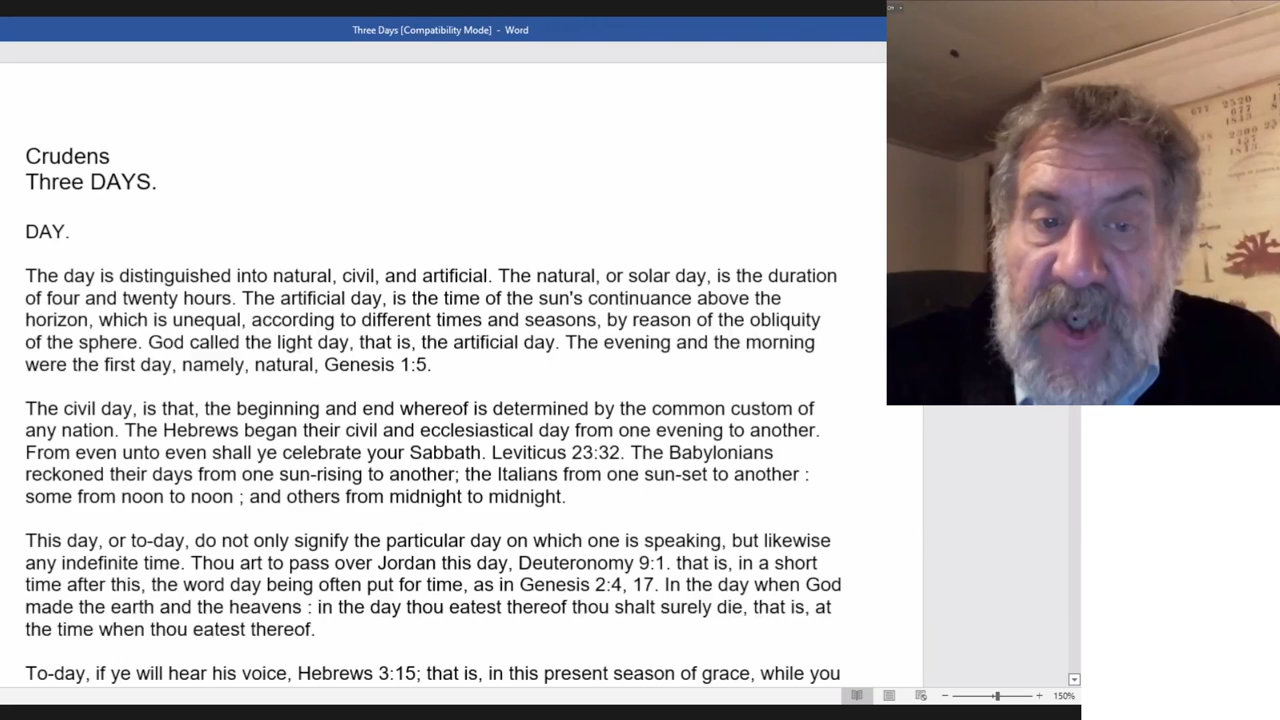 Three Days [Compatibility Mode] - Word
Crudens
Three DAYS.
DAY.
The day is distinguished into natural, civil, and artificial. The natural, or solar day, is the duration
of four and twenty hours. The artificial day, is the time of the sun's continuance above the
horizon, which is unequal, according to different times and seasons, by reason of the obliquity
of the sphere. God called the light day, that is, the artificial day. The evening and the morning
were the first day, namely, natural, Genesis 1:5.
The civil day, is that, the beginning and end whereof is determined by the common custom of
any nation. The Hebrews began their civil and ecclesiastical day from one evening to another.
From even unto even shall ye celebrate your Sabbath. Leviticus 23:32. The Babylonians
reckoned their days from one sun-rising to another; the Italians from one sun-set to another :
some from noon to noon ; and others from midnight to midnight.
This day, or to-day, do not only signify the particular day on which one is speaking, but likewise
any indefinite time. Thou art to pass over Jordan this day, Deuteronomy 9:1. that is, in a short
time after this, the word day being often put for time, as in Genesis 2:4, 17. In the day when God
made the earth and the heavens : in the day thou eatest thereof thou shalt surely die, that is, at
the time when thou eatest thereof.
To-day, if ye will hear his voice, Hebrews 3:15; that is, in this present season of grace, while you
150%
677 2520
677
1843
2300
457
1843